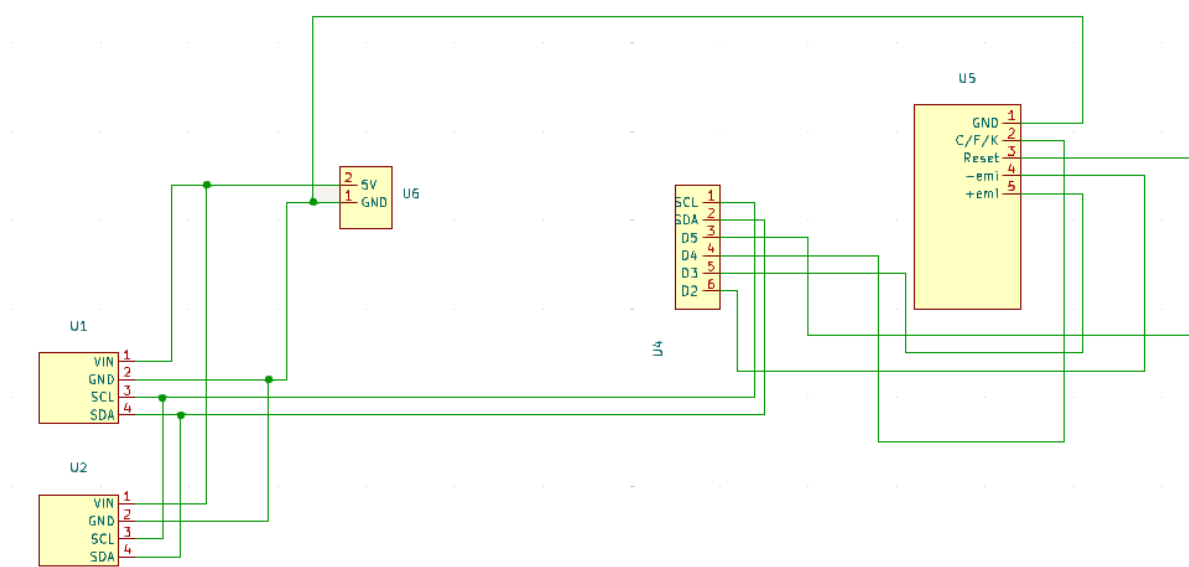 U5
GND 1
C/F/K 2
Reset 3
-emi 4
+emi 5
2 5V
1 GND
U6
SCL 1
SDA 2
D5 3
D4 4
D3 5
D2 6
U4
U1
VIN 1
GND 2
SCL 3
SDA 4
U2
VIN 1
GND 2
SCL 3
SDA 4